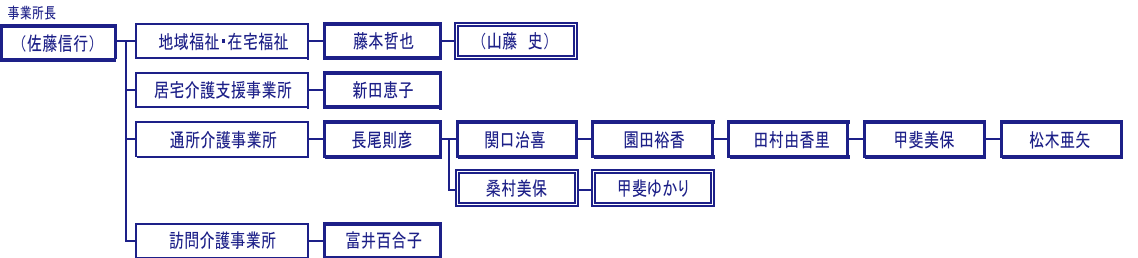 事業所長
（佐藤信行） 地域福祉・在宅福祉 藤本哲也 （山藤　史）
居宅介護支援事業所 新田恵子
通所介護事業所 長尾則彦 関口治喜 園田裕香 田村由香里 甲斐美保 松木亜矢
桑村美保 甲斐ゆかり
訪問介護事業所 富井百合子